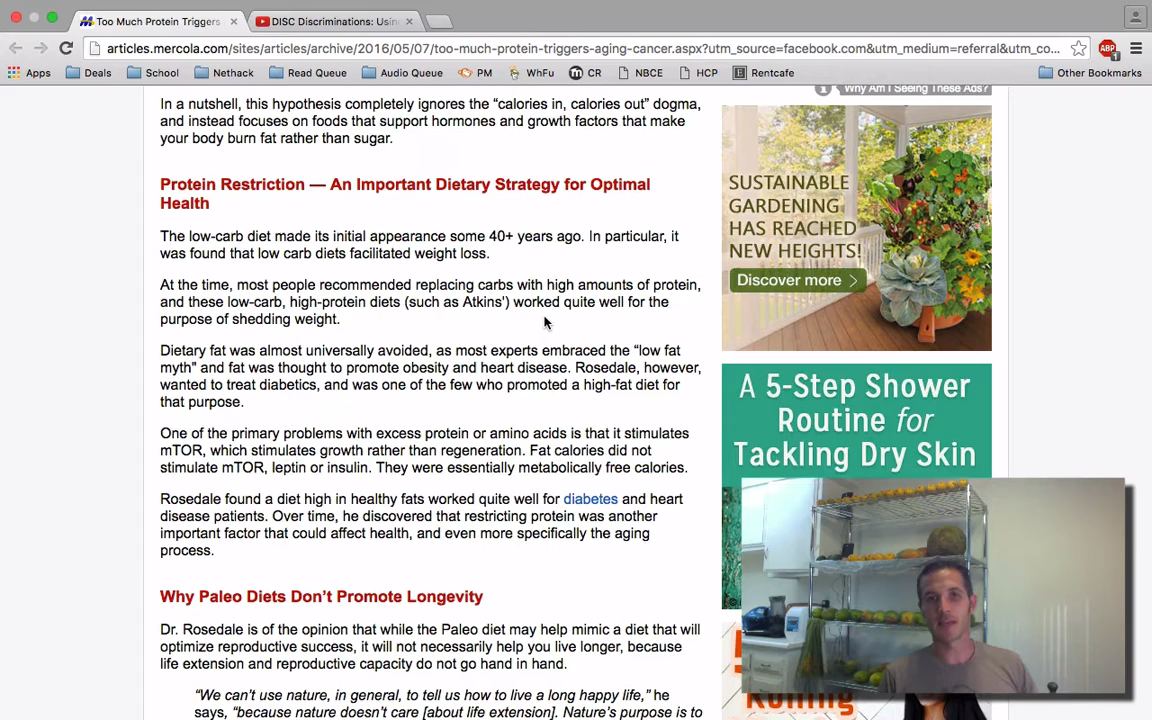 Too Much Protein Triggers
DISC Discriminations: Usin
articles.mercola.com/sites/articles/archive/2016/05/07/too-much-protein-triggers-aging-cancer.aspx?utm_source=facebook.com&utm_medium=referral&utm_co...
ABP
1
Apps Deals School Nethack Read Queue Audio Queue PM WhFu CR NBCE HCP Rentcafe Other Bookmarks
In a nutshell, this hypothesis completely ignores the “calories in, calories out” dogma,
and instead focuses on foods that support hormones and growth factors that make
your body burn fat rather than sugar.
Protein Restriction — An Important Dietary Strategy for Optimal
Health
The low-carb diet made its initial appearance some 40+ years ago. In particular, it
was found that low carb diets facilitated weight loss.
At the time, most people recommended replacing carbs with high amounts of protein,
and these low-carb, high-protein diets (such as Atkins') worked quite well for the
purpose of shedding weight.
Dietary fat was almost universally avoided, as most experts embraced the “low fat
myth" and fat was thought to promote obesity and heart disease. Rosedale, however,
wanted to treat diabetics, and was one of the few who promoted a high-fat diet for
that purpose.
One of the primary problems with excess protein or amino acids is that it stimulates
mTOR, which stimulates growth rather than regeneration. Fat calories did not
stimulate mTOR, leptin or insulin. They were essentially metabolically free calories.
Rosedale found a diet high in healthy fats worked quite well for diabetes and heart
disease patients. Over time, he discovered that restricting protein was another
important factor that could affect health, and even more specifically the aging
process.
Why Paleo Diets Don’t Promote Longevity
Dr. Rosedale is of the opinion that while the Paleo diet may help mimic a diet that will
optimize reproductive success, it will not necessarily help you live longer, because
life extension and reproductive capacity do not go hand in hand.
“We can’t use nature, in general, to tell us how to live a long happy life,” he
says, “because nature doesn’t care [about life extension]. Nature’s purpose is to
Why Am I Seeing These Ads?
SUSTAINABLE
GARDENING
HAS REACHED
NEW HEIGHTS!
Discover more >
A 5-Step Shower
Routine for
Tackling Dry Skin